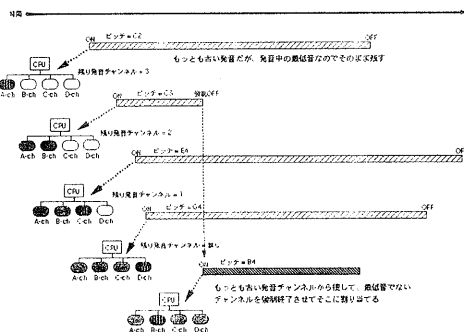 時間
ON ピッチ=C2 OFF
もっとも古い発音だが、発音中の最低音なのでそのまま残す
CPU
残り発音チャンネル=3
A-ch B-ch C-ch D-ch
ON ピッチ=C3 強制OFF
CPU
残り発音チャンネル=2
A-ch B-ch C-ch D-ch
ON ピッチ=E4 OFF
CPU
残り発音チャンネル=1
A-ch B-ch C-ch D-ch
ON ピッチ=G4 OFF
CPU
残り発音チャンネル=無し
A-ch B-ch C-ch D-ch
ON ピッチ=B4
もっとも古い発音チャンネルから捜して、最低音でない
チャンネルを強制終了させてそこに割り当てる
CPU
A-ch B-ch C-ch D-ch